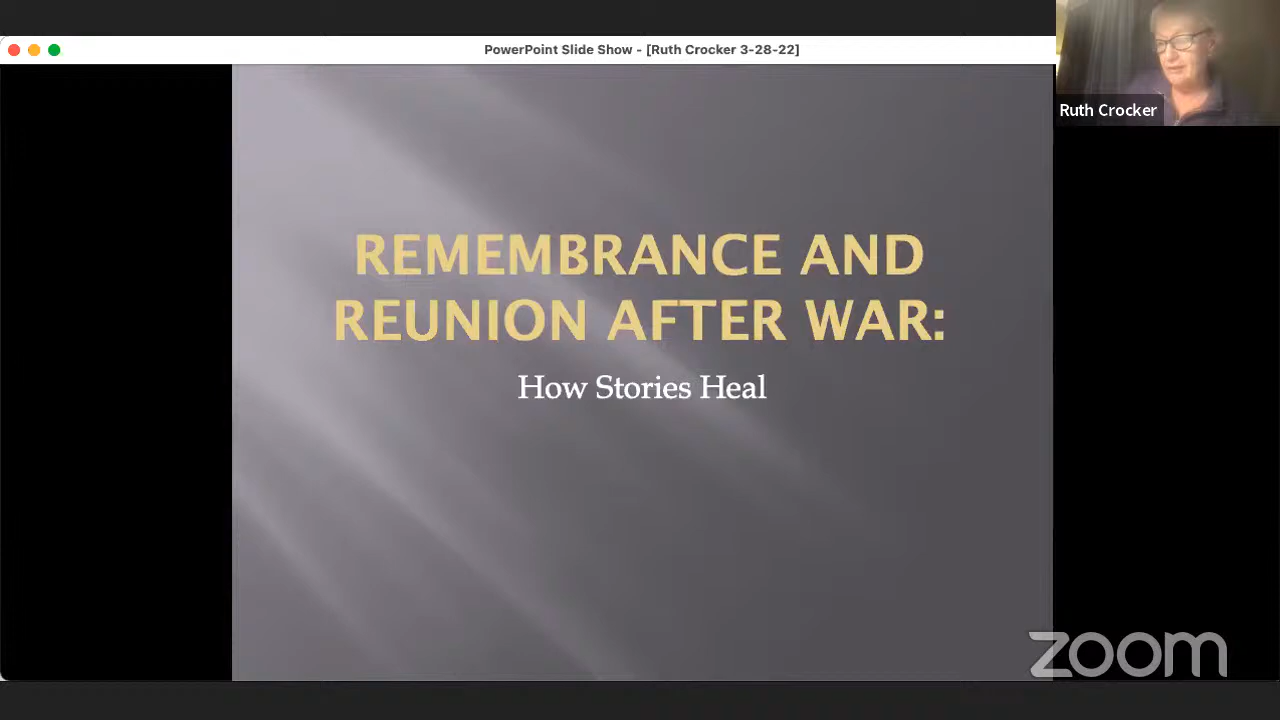 PowerPoint Slide Show - [Ruth Crocker 3-28-22]
Ruth Crocker
REMEMBRANCE AND
REUNION AFTER WAR:
How Stories Heal
zoom